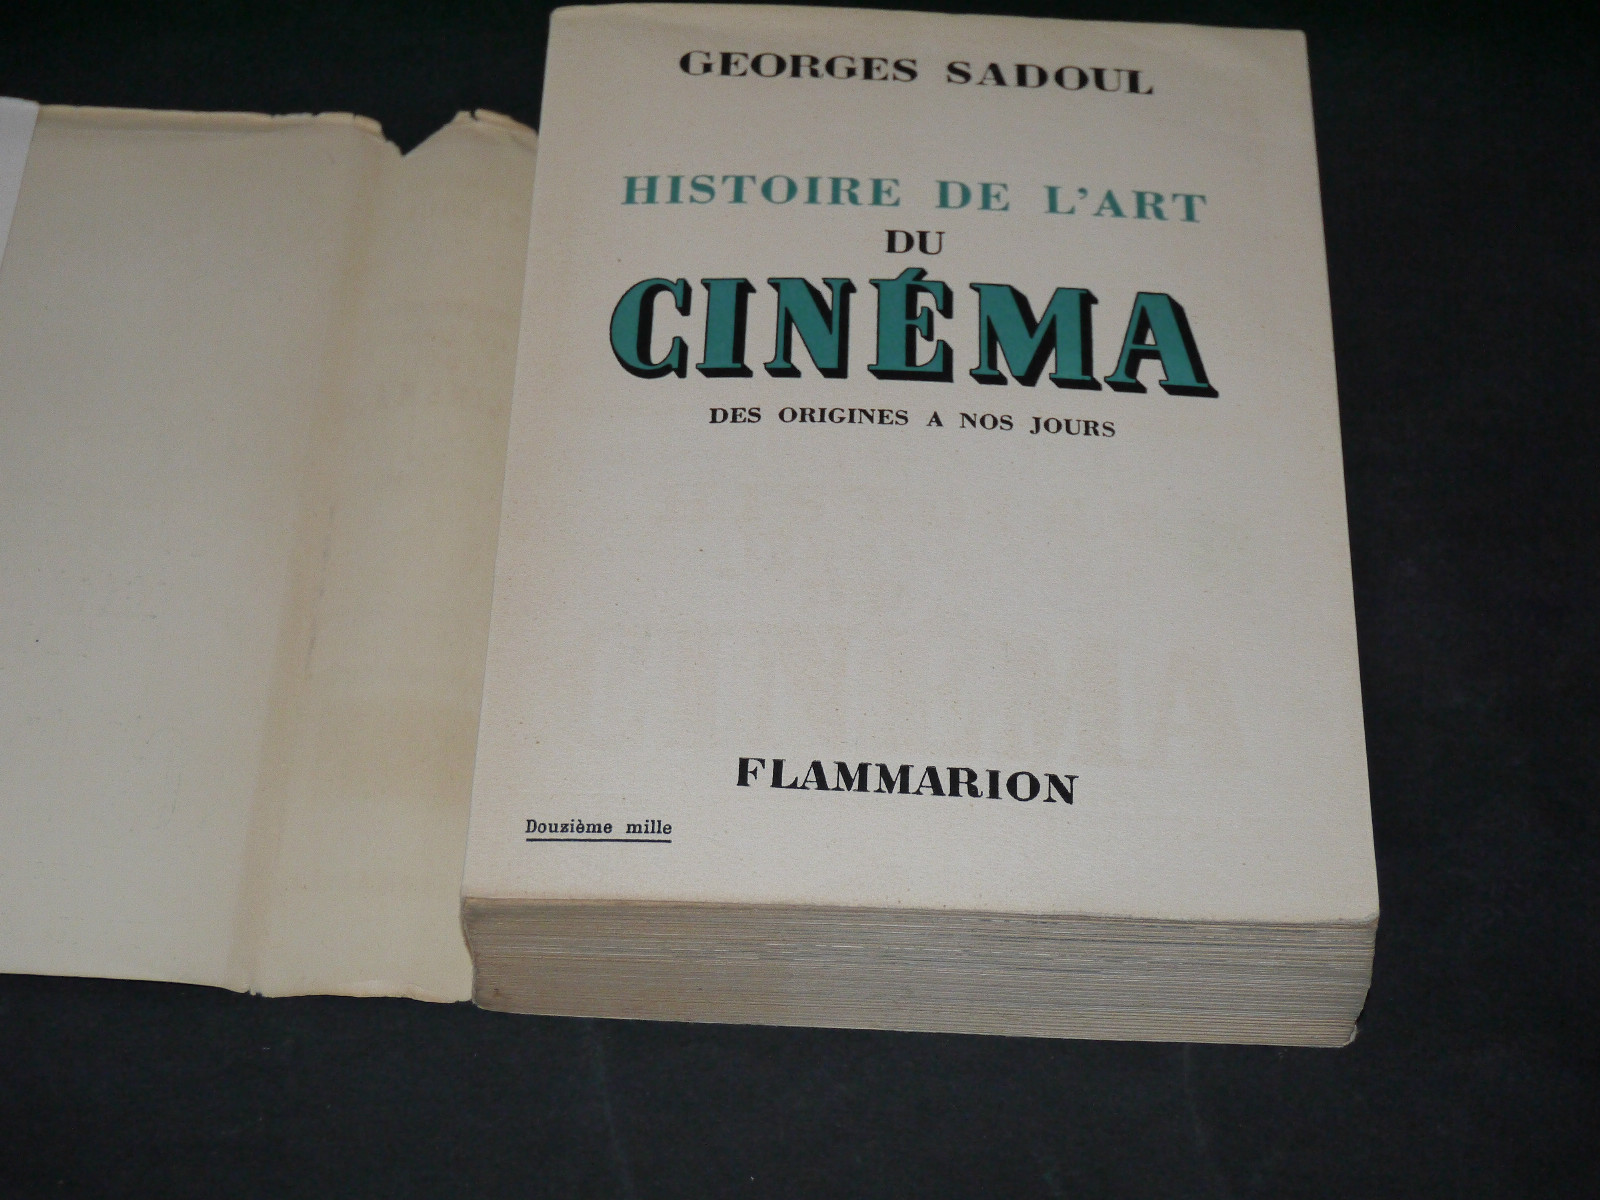 GEORGES SADOUL
HISTOIRE DE L'ART
DU
CINÉMA
DES ORIGINES A NOS JOURS
FLAMMARION
Douzième mille